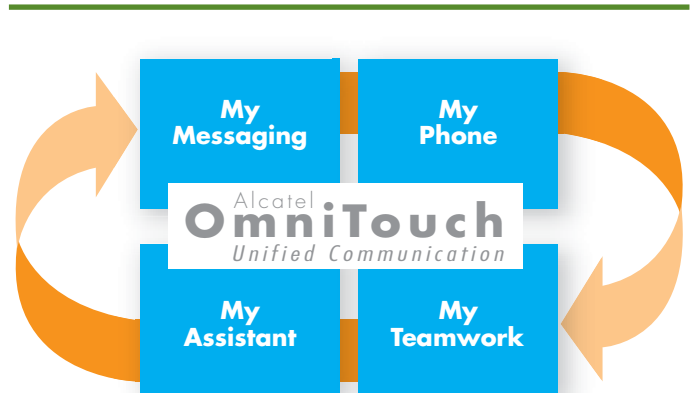 My
Messaging
My
Phone
Alcatel
OmniTouch
Unified Communication
My
Assistant
My
Teamwork